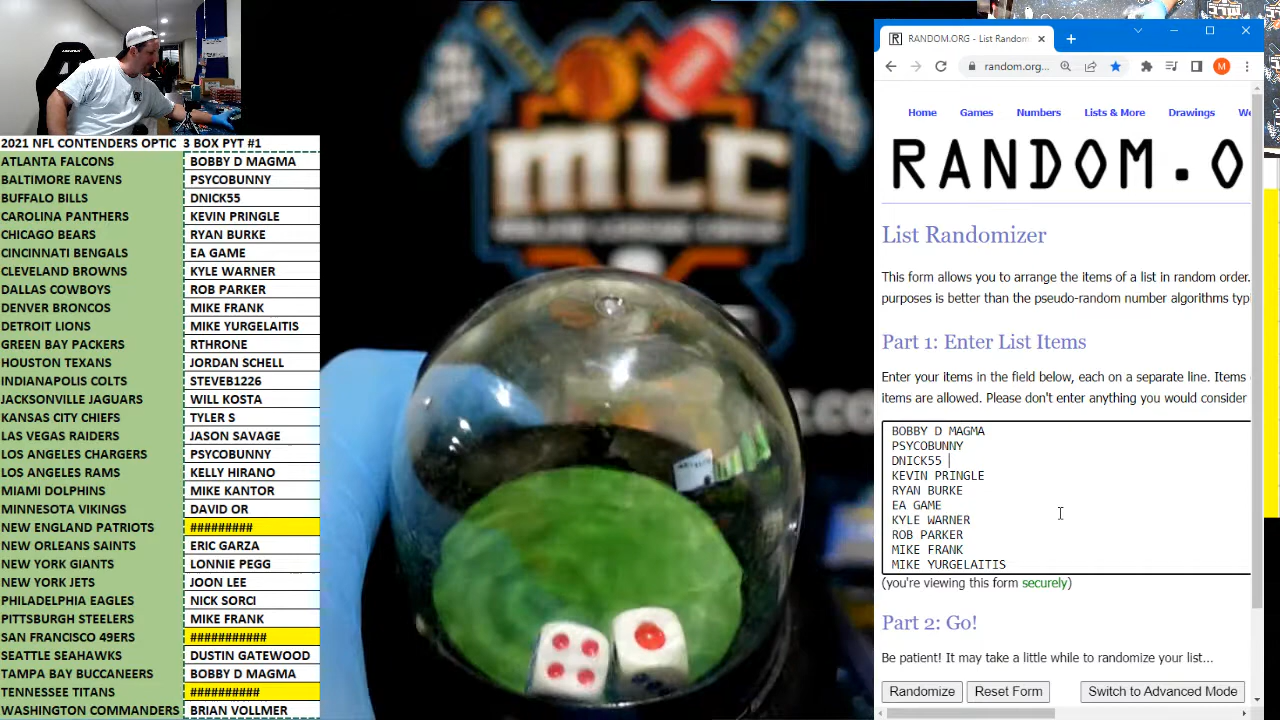 2021 NFL CONTENDERS OPTIC 3 BOX PYT #1
ATLANTA FALCONS BOBBY D MAGMA
BALTIMORE RAVENS PSYCOBUNNY
BUFFALO BILLS DNICK55
CAROLINA PANTHERS KEVIN PRINGLE
CHICAGO BEARS RYAN BURKE
CINCINNATI BENGALS EA GAME
CLEVELAND BROWNS KYLE WARNER
DALLAS COWBOYS ROB PARKER
DENVER BRONCOS MIKE FRANK
DETROIT LIONS MIKE YURGELAITIS
GREEN BAY PACKERS RTHRONE
HOUSTON TEXANS JORDAN SCHELL
INDIANAPOLIS COLTS STEVEB1226
JACKSONVILLE JAGUARS WILL KOSTA
KANSAS CITY CHIEFS TYLER S
LAS VEGAS RAIDERS JASON SAVAGE
LOS ANGELES CHARGERS PSYCOBUNNY
LOS ANGELES RAMS KELLY HIRANO
MIAMI DOLPHINS MIKE KANTOR
MINNESOTA VIKINGS DAVID OR
NEW ENGLAND PATRIOTS #########
NEW ORLEANS SAINTS ERIC GARZA
NEW YORK GIANTS LONNIE PEGG
NEW YORK JETS JOON LEE
PHILADELPHIA EAGLES NICK SORCI
PITTSBURGH STEELERS MIKE FRANK
SAN FRANCISCO 49ERS ###########
SEATTLE SEAHAWKS DUSTIN GATEWOOD
TAMPA BAY BUCCANEERS BOBBY D MAGMA
TENNESSEE TITANS ##########
WASHINGTON COMMANDERS BRIAN VOLLMER
MLC
RANDOM.ORG - List Random
random.org...
M
Home Games Numbers Lists & More Drawings We
RANDOM.O
List Randomizer
This form allows you to arrange the items of a list in random order.
purposes is better than the pseudo-random number algorithms typ
Part 1: Enter List Items
Enter your items in the field below, each on a separate line. Items
items are allowed. Please don't enter anything you would consider
BOBBY D MAGMA
PSYCOBUNNY
DNICK55
KEVIN PRINGLE
RYAN BURKE
EA GAME
KYLE WARNER
ROB PARKER
MIKE FRANK
MIKE YURGELAITIS
(you're viewing this form securely)
Part 2: Go!
Be patient! It may take a little while to randomize your list...
Randomize Reset Form Switch to Advanced Mode